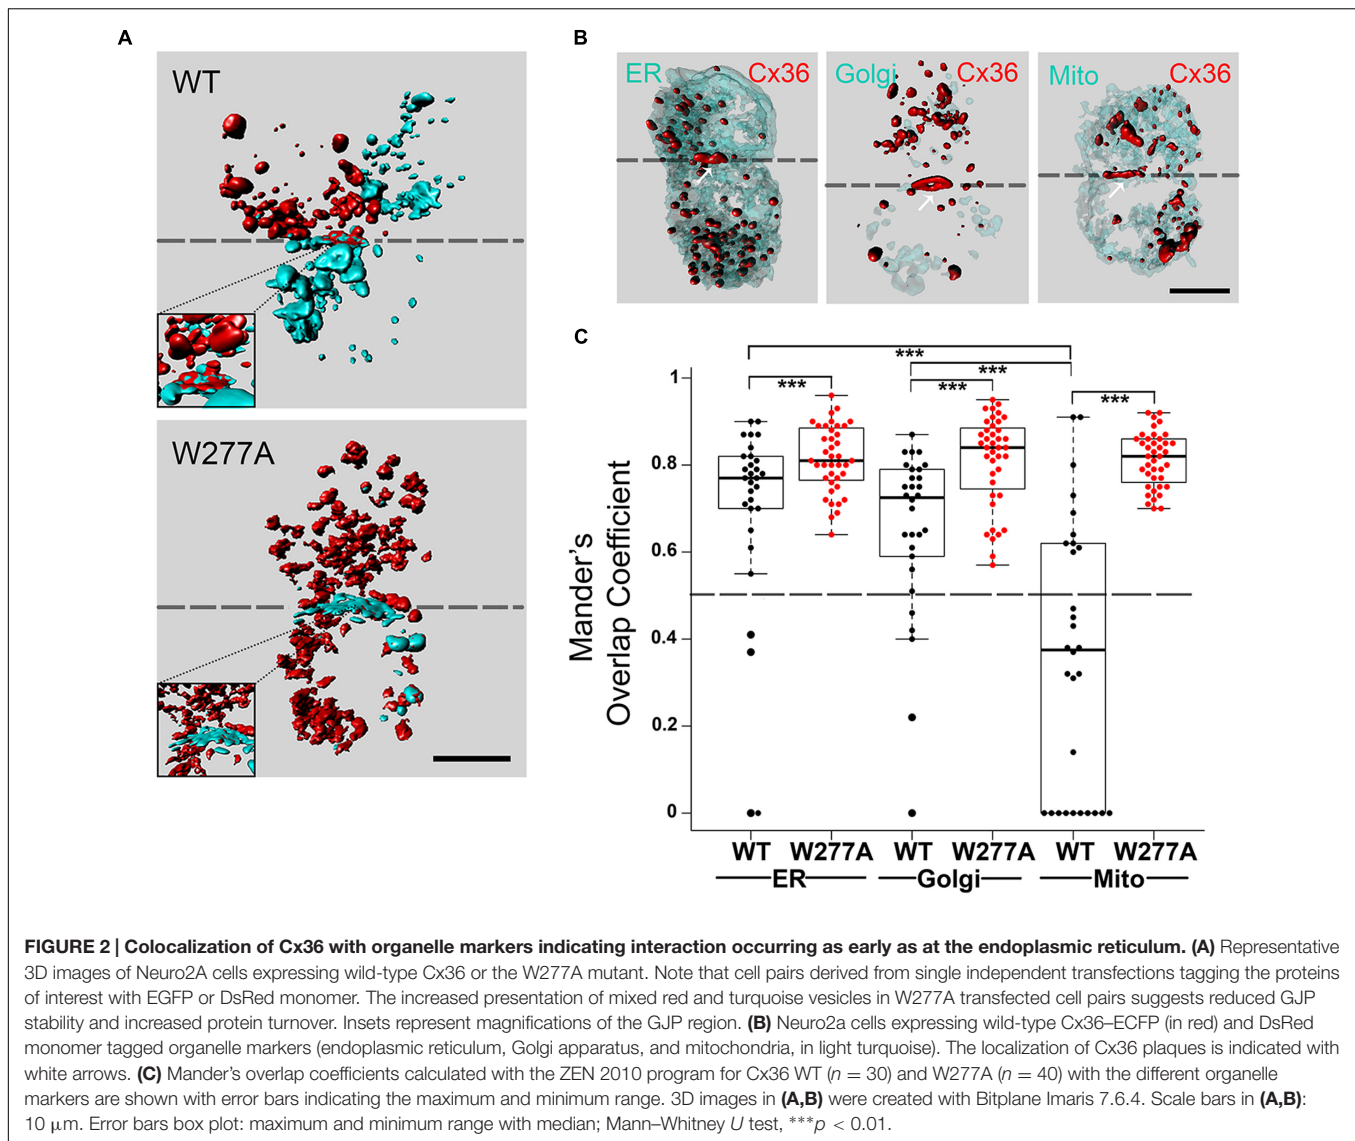 A
WT
W277A
B
ER Cx36
Golgi Cx36
Mito Cx36
C
***
***
*** *** ***
1
0.8
0.6
0.4
0.2
0
Mander's
Overlap Coefficient
WT W277A WT W277A WT W277A
ER Golgi Mito
FIGURE 2 | Colocalization of Cx36 with organelle markers indicating interaction occurring as early as at the endoplasmic reticulum. (A) Representative
3D images of Neuro2A cells expressing wild-type Cx36 or the W277A mutant. Note that cell pairs derived from single independent transfections tagging the proteins
of interest with EGFP or DsRed monomer. The increased presentation of mixed red and turquoise vesicles in W277A transfected cell pairs suggests reduced GJP
stability and increased protein turnover. Insets represent magnifications of the GJP region. (B) Neuro2a cells expressing wild-type Cx36–ECFP (in red) and DsRed
monomer tagged organelle markers (endoplasmic reticulum, Golgi apparatus, and mitochondria, in light turquoise). The localization of Cx36 plaques is indicated with
white arrows. (C) Mander's overlap coefficients calculated with the ZEN 2010 program for Cx36 WT (n = 30) and W277A (n = 40) with the different organelle
markers are shown with error bars indicating the maximum and minimum range. 3D images in (A,B) were created with Bitplane Imaris 7.6.4. Scale bars in (A,B):
10 μm. Error bars box plot: maximum and minimum range with median; Mann–Whitney U test, ***p < 0.01.